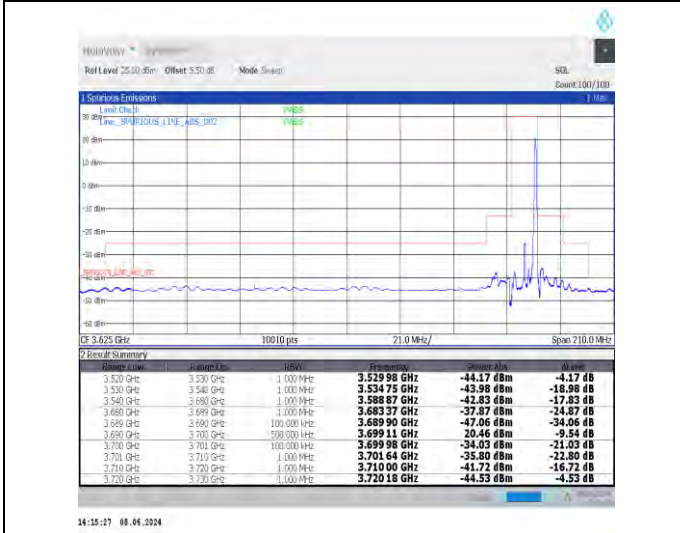 MultiView
Ref Level 25.00 dBm Offset 5.50 dB Mode Sweep SGL
Count 100/100
1 Spurious Emissions
Limit Check PASS
30 dBm
Line _SPURIOUS_LINE_ABS_002 PASS
20 dBm
10 dBm
0 dBm
-10 dBm
-20 dBm
-30 dBm
_SPURIOUS_LINE_ABS_002
-50 dBm
-60 dBm
CF 3.625 GHz 10010 pts 21.0 MHz/ Span 210.0 MHz
2 Result Summary
Range Low Range Up RBW Frequency Power Abs
3.520 GHz 3.530 GHz 1.000 MHz 3.529 98 GHz -44.17 dBm -4.17 dB
3.530 GHz 3.540 GHz 1.000 MHz 3.534 75 GHz -43.98 dBm -18.98 dB
3.540 GHz 3.680 GHz 1.000 MHz 3.588 87 GHz -42.83 dBm -17.83 dB
3.680 GHz 3.689 GHz 1.000 MHz 3.683 37 GHz -37.87 dBm -24.87 dB
3.689 GHz 3.690 GHz 100.000 kHz 3.689 90 GHz -47.06 dBm -34.06 dB
3.690 GHz 3.700 GHz 500.000 kHz 3.699 11 GHz 20.46 dBm -9.54 dB
3.700 GHz 3.701 GHz 100.000 kHz 3.699 98 GHz -34.03 dBm -21.03 dB
3.701 GHz 3.710 GHz 1.000 MHz 3.701 64 GHz -35.80 dBm -22.80 dB
3.710 GHz 3.720 GHz 1.000 MHz 3.710 00 GHz -41.72 dBm -16.72 dB
3.720 GHz 3.730 GHz 1.000 MHz 3.720 18 GHz -44.53 dBm -4.53 dB
14:15:27 08.06.2024